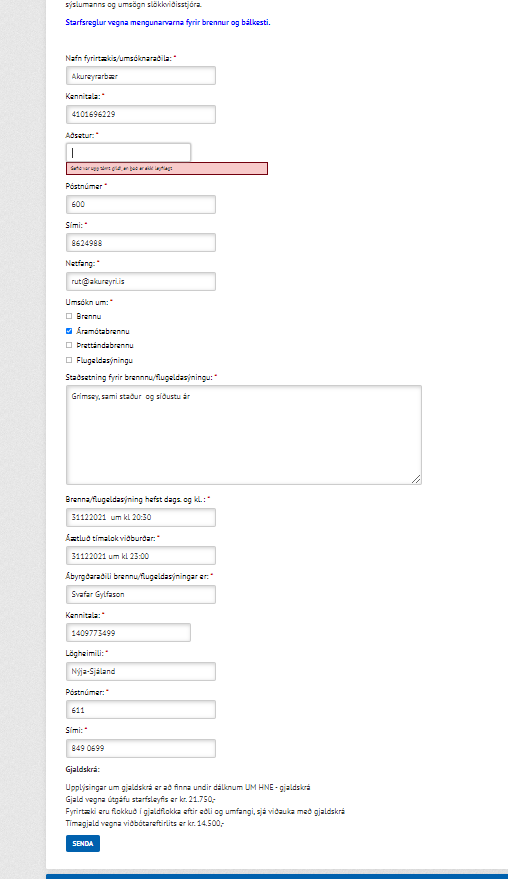 sýslumanns og umsögn slökkviðisstjóra.
Starfsreglur vegna mengunarvarna fyrir brennur og bálkesti.
Nafn fyrirtækis/umsóknaraðila: *
Akureyrarbær
Kennitala: *
4101696229
Aðsetur: *
Gefið var upp tómt gildi, en það er ekki leyfilegt
Póstnúmer *
600
Sími: *
8624988
Netfang: *
rut@akureyri.is
Umsókn um: *
Brennu
Áramótabrennu
Þrettándabrennu
Flugeldasýningu
Staðsetning fyrir brennnu/flugeldasýningu: *
Grímsey, sami staður og síðustu ár
Brenna/flugeldasýning hefst dags. og kl. : *
31122021 um kl 20:30
Áætluð tímalok viðburðar: *
31122021 um kl 23:00
Ábyrgðaraðili brennu/flugeldasýningar er: *
Svafar Gylfason
Kennitala: *
1409773499
Lögheimili: *
Nýja-Sjáland
Póstnúmer: *
611
Sími: *
849 0699
Gjaldskrá:
Upplýsingar um gjaldskrá er að finna undir dálknum UM HNE - gjaldskrá
Gjald vegna útgáfu starfsleyfis er kr. 21.750,-
Fyrirtæki eru flokkuð í gjaldflokka eftir eðli og umfangi, sjá viðauka með gjaldskrá
Tímagjald vegna viðbótareftirlits er kr. 14.500,-
SENDA